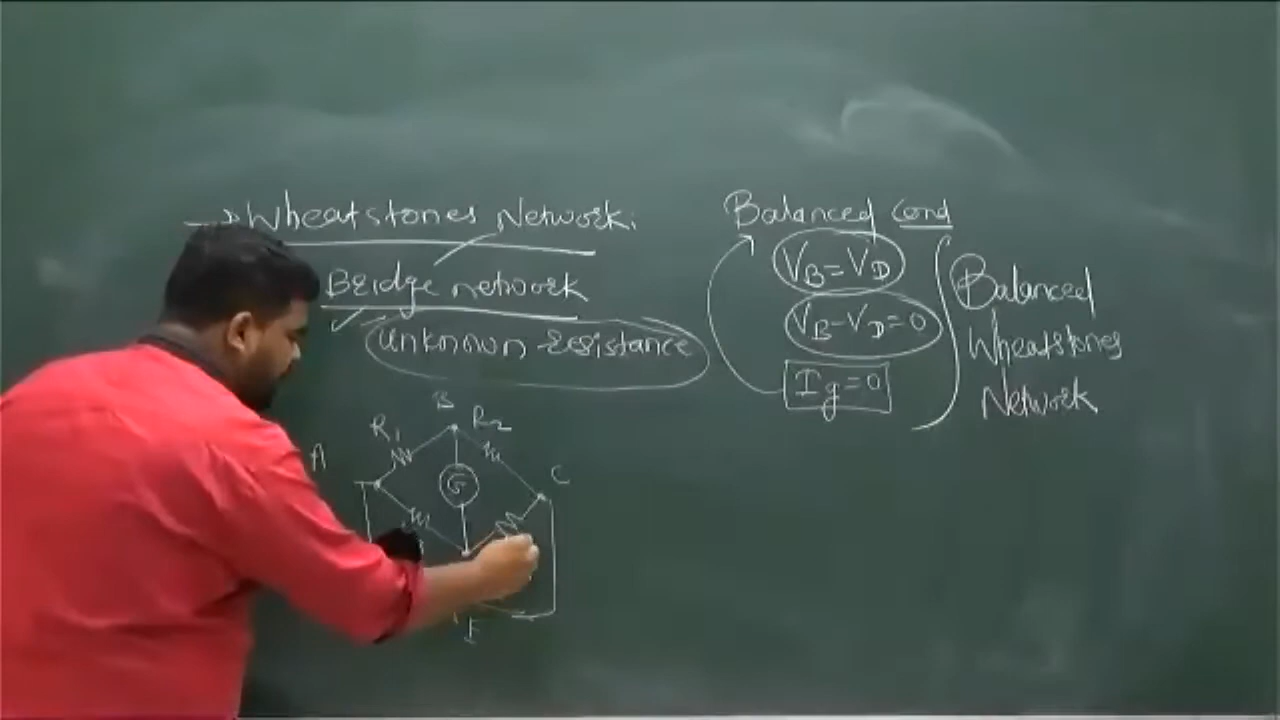 → Wheatstones Network:
Bridge network
✓ Unknown resistance
B
R1
R2
A
C
G
E
Balanced Cond
VB = VD
VB - VD = 0
Ig = 0
Balanced
Wheatstones
Network